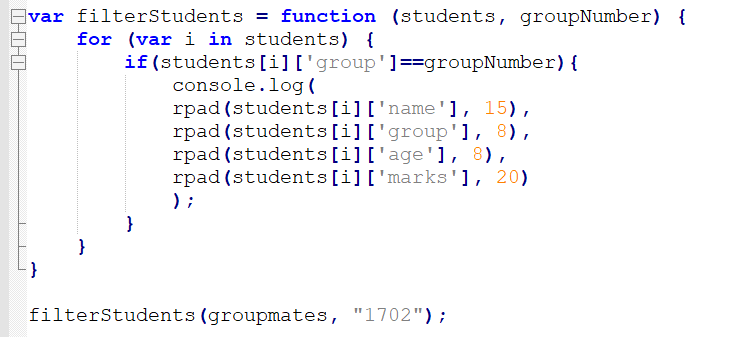 var filterStudents = function (students, groupNumber) {
    for (var i in students) {
        if(students[i]['group']==groupNumber){
            console.log(
            rpad(students[i]['name'], 15),
            rpad(students[i]['group'], 8),
            rpad(students[i]['age'], 8),
            rpad(students[i]['marks'], 20)
            );
        }
    }
}

filterStudents(groupmates, "1702");